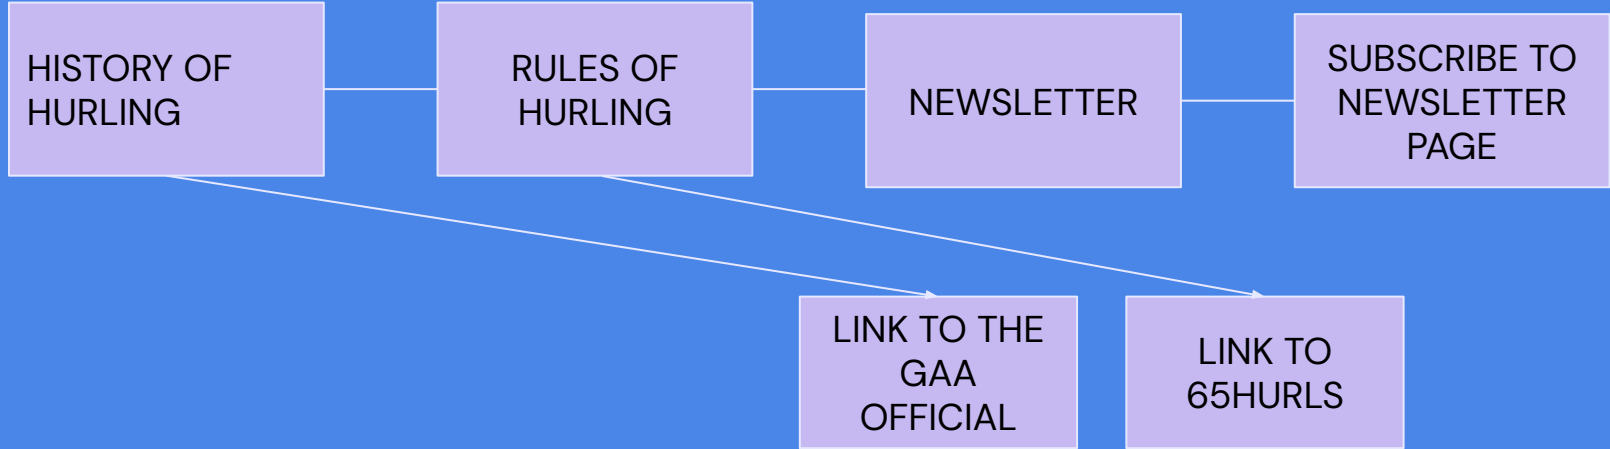 HISTORY OF
HURLING
RULES OF
HURLING
NEWSLETTER
SUBSCRIBE TO
NEWSLETTER
PAGE
LINK TO THE
GAA
OFFICIAL
LINK TO
65HURLS